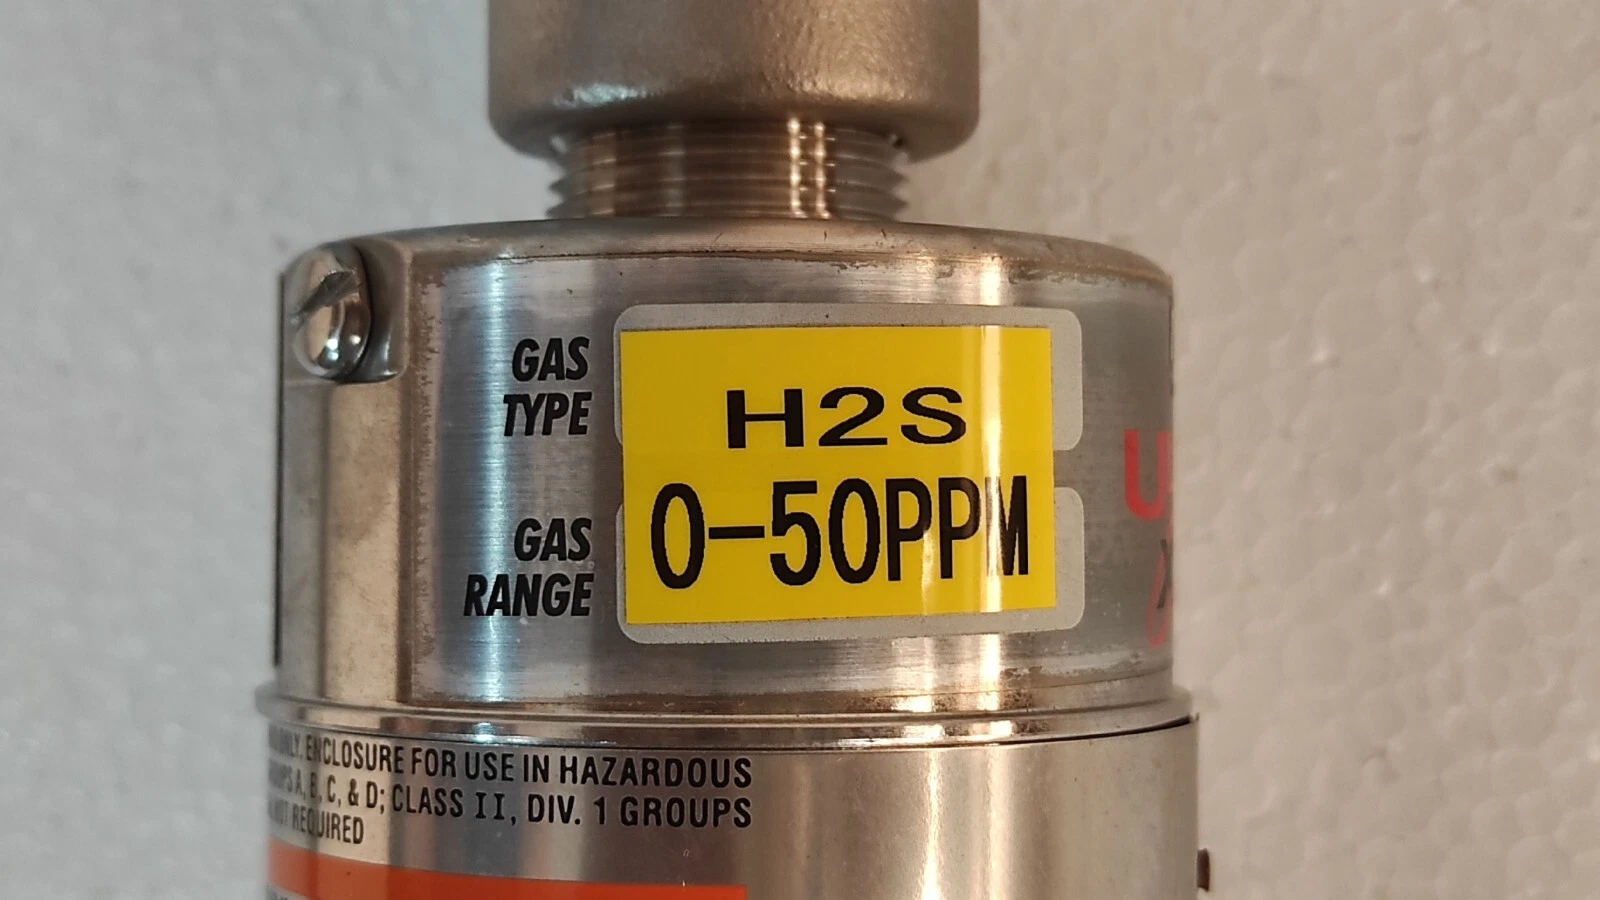 GAS
TYPE
H2S
GAS
RANGE
0-50PPM
ENCLOSURE FOR USE IN HAZARDOUS
A, B, C, & D; CLASS II, DIV. 1 GROUPS
REQUIRED